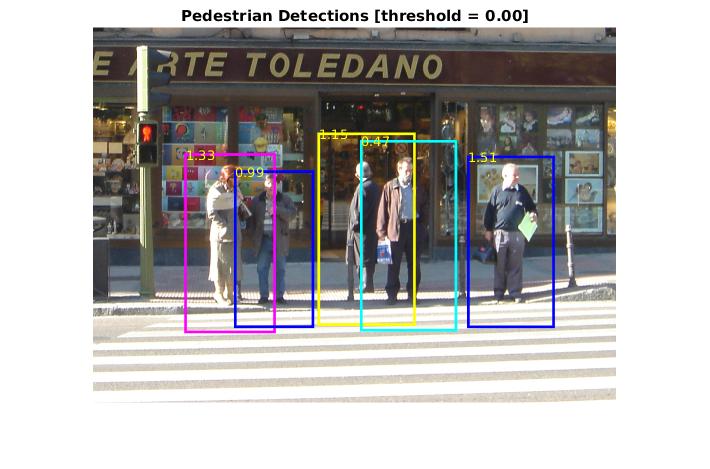 Pedestrian Detections [threshold = 0.00]
E ARTE TOLEDANO
1.15
0.47
1.33
1.51
0.99